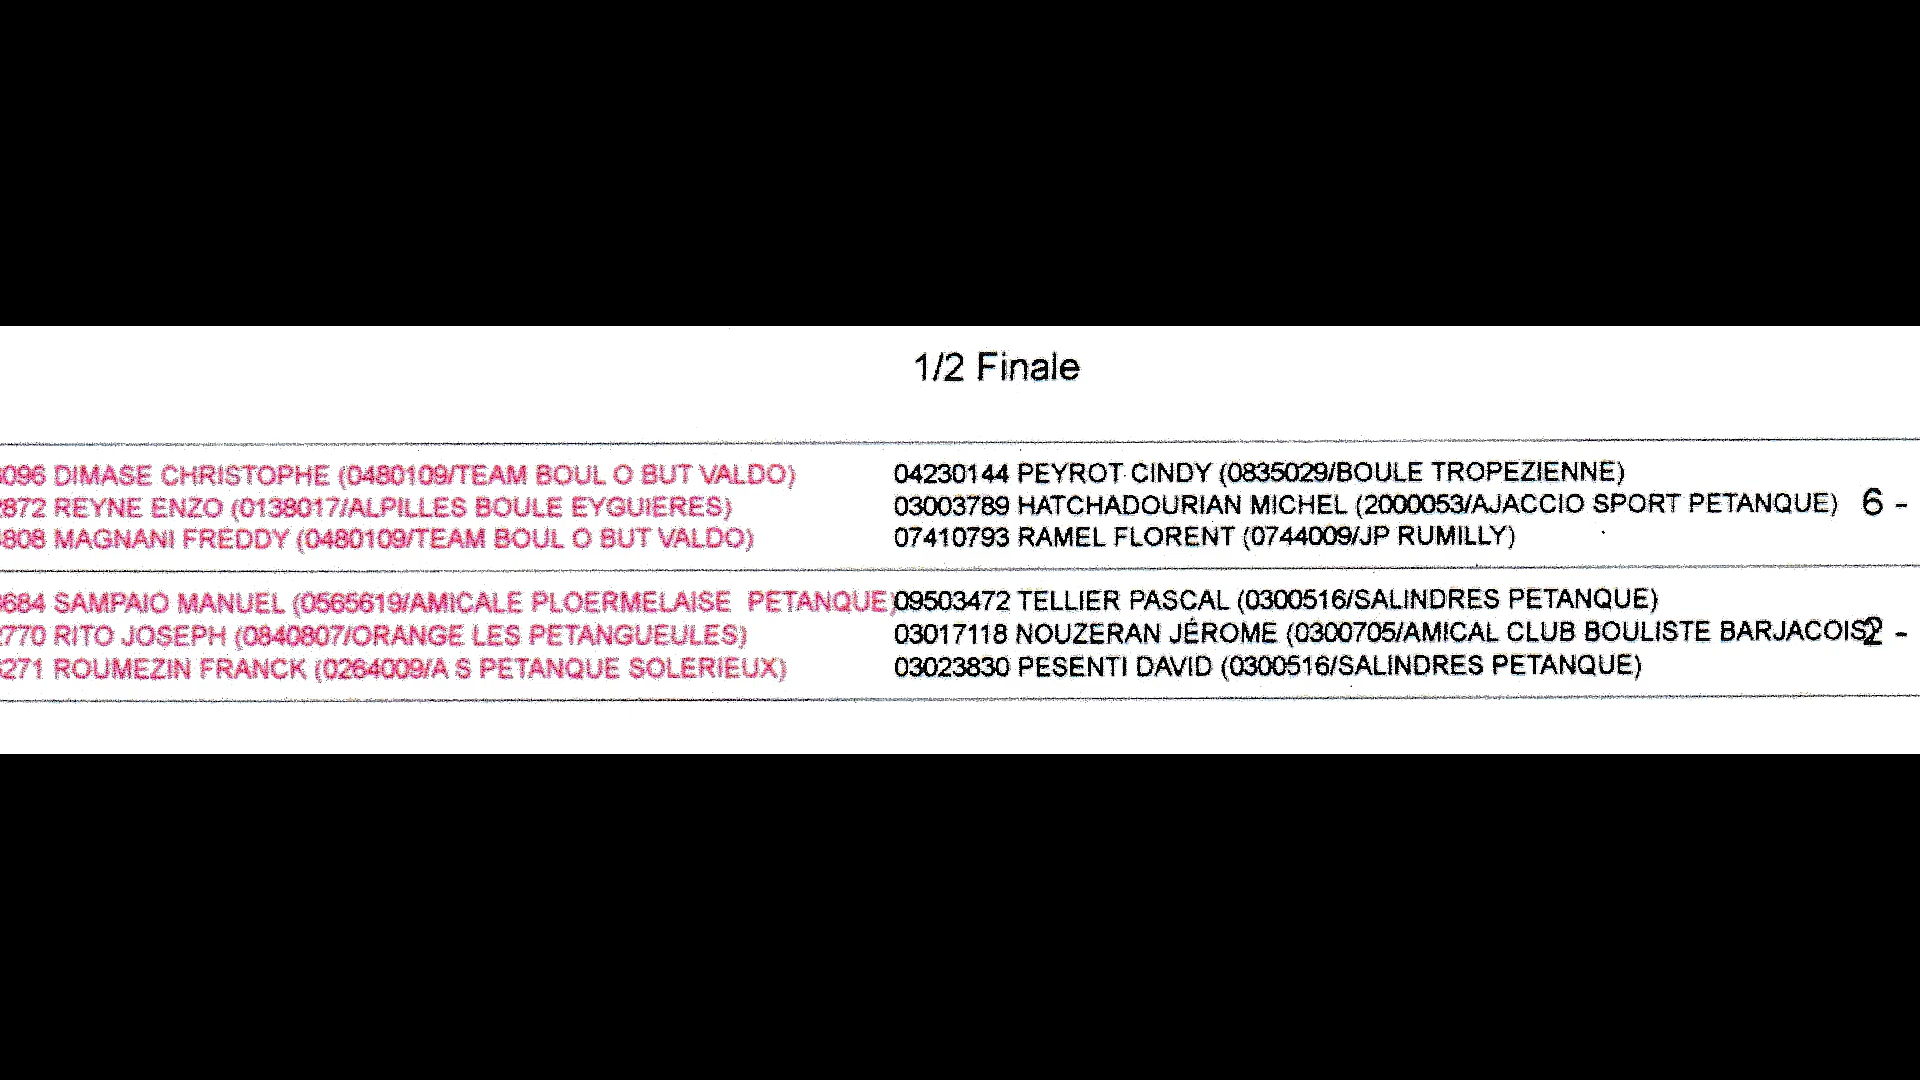 1/2 Finale
096 DIMASE CHRISTOPHE (0480109/TEAM BOUL O BUT VALDO) 04230144 PEYROT CINDY (0835029/BOULE TROPEZIENNE)
872 REYNE ENZO (0138017/ALPILLES BOULE EYGUIERES) 03003789 HATCHADOURIAN MICHEL (2000053/AJACCIO SPORT PETANQUE) 6 -
808 MAGNANI FREDDY (0480109/TEAM BOUL O BUT VALDO) 07410793 RAMEL FLORENT (0744009/JP RUMILLY)
684 SAMPAIO MANUEL (0565619/AMICALE PLOERMELAISE PETANQUE) 09503472 TELLIER PASCAL (0300516/SALINDRES PETANQUE)
770 RITO JOSEPH (0840807/ORANGE LES PETANGUEULES) 03017118 NOUZERAN JÉROME (0300705/AMICAL CLUB BOULISTE BARJACOIS) 2 -
271 ROUMEZIN FRANCK (0264009/A S PETANQUE SOLERIEUX) 03023830 PESENTI DAVID (0300516/SALINDRES PETANQUE)